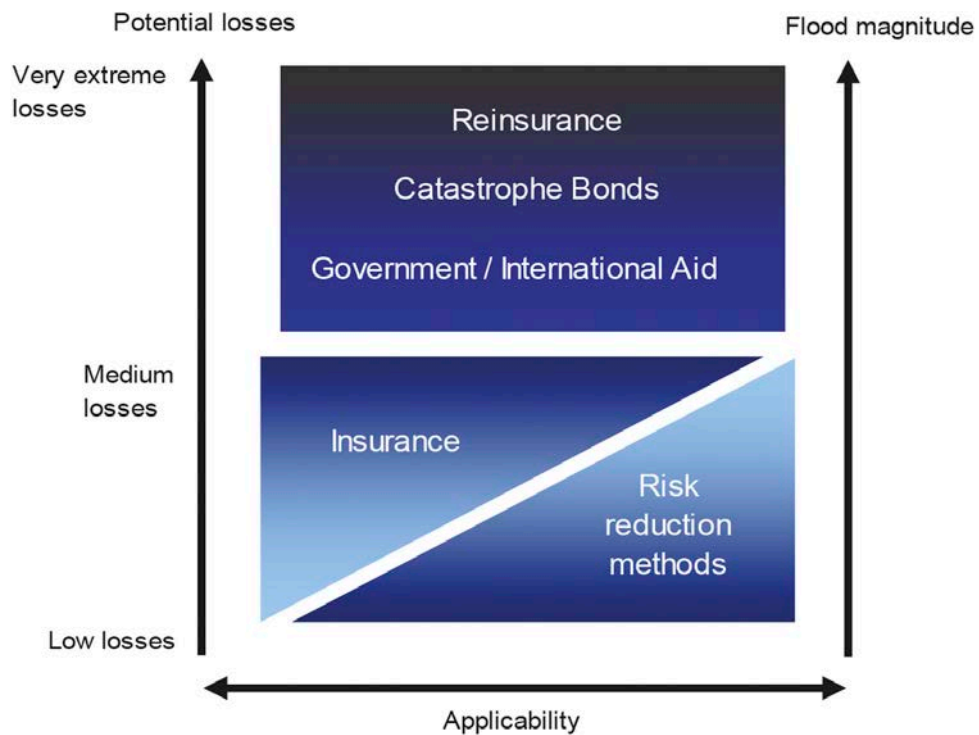 Potential losses
Flood magnitude
Very extreme
losses
Reinsurance
Catastrophe Bonds
Government / International Aid
Medium
losses
Insurance
Risk
reduction
methods
Low losses
Applicability